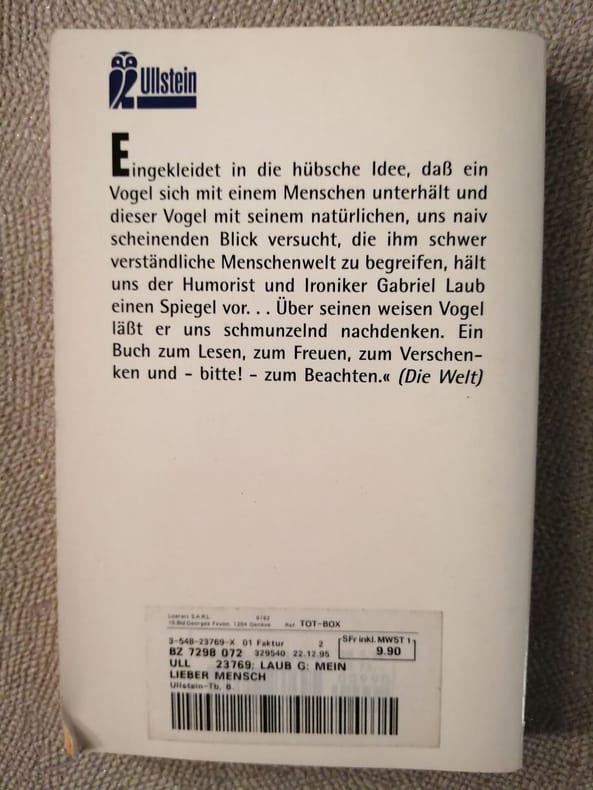 Ullstein
Eingekleidet in die hübsche Idee, daß ein
Vogel sich mit einem Menschen unterhält und
dieser Vogel mit seinem natürlichen, uns naiv
scheinenden Blick versucht, die ihm schwer
verständliche Menschenwelt zu begreifen, hält
uns der Humorist und Ironiker Gabriel Laub
einen Spiegel vor. . . Über seinen weisen Vogel
läßt er uns schmunzelnd nachdenken. Ein
Buch zum Lesen, zum Freuen, zum Verschen-
ken und - bitte! - zum Beachten.« (Die Welt)
S.A.R.L.
1204 Genève Ref. TOT-BOX
3-548-23769-X 01 Faktur 2 SFr inkl. MWST 1
BZ 7298 072 329540 22.12.95 9.90
ULL 23769; LAUB G: MEIN
LIEBER MENSCH
Ullstein-Tb, B.